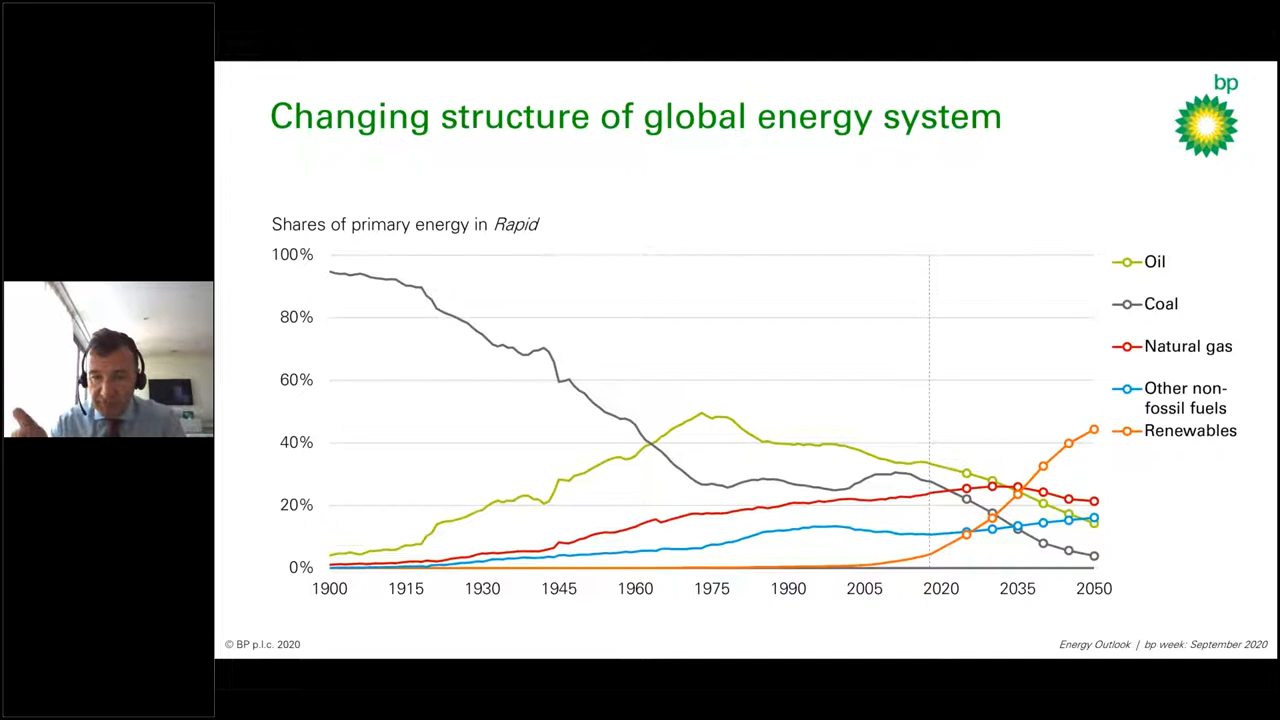 bp
Changing structure of global energy system
Shares of primary energy in Rapid
100%
80%
60%
40%
20%
0%
1900
1915
1930
1945
1960
1975
1990
2005
2020
2035
2050
Oil
Coal
Natural gas
Other non-
fossil fuels
Renewables
© BP p.l.c. 2020
Energy Outlook | bp week: September 2020